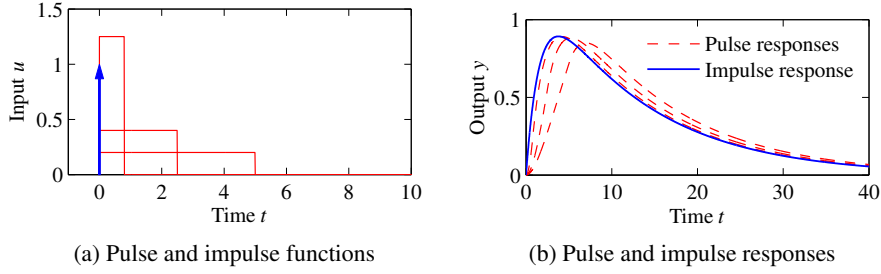 1.5
1
0.5
0
0
2
4
6
8
10
Input u
Time t
(a) Pulse and impulse functions
1
0.5
0
0
10
20
30
40
Output y
Time t
Pulse responses
Impulse response
(b) Pulse and impulse responses